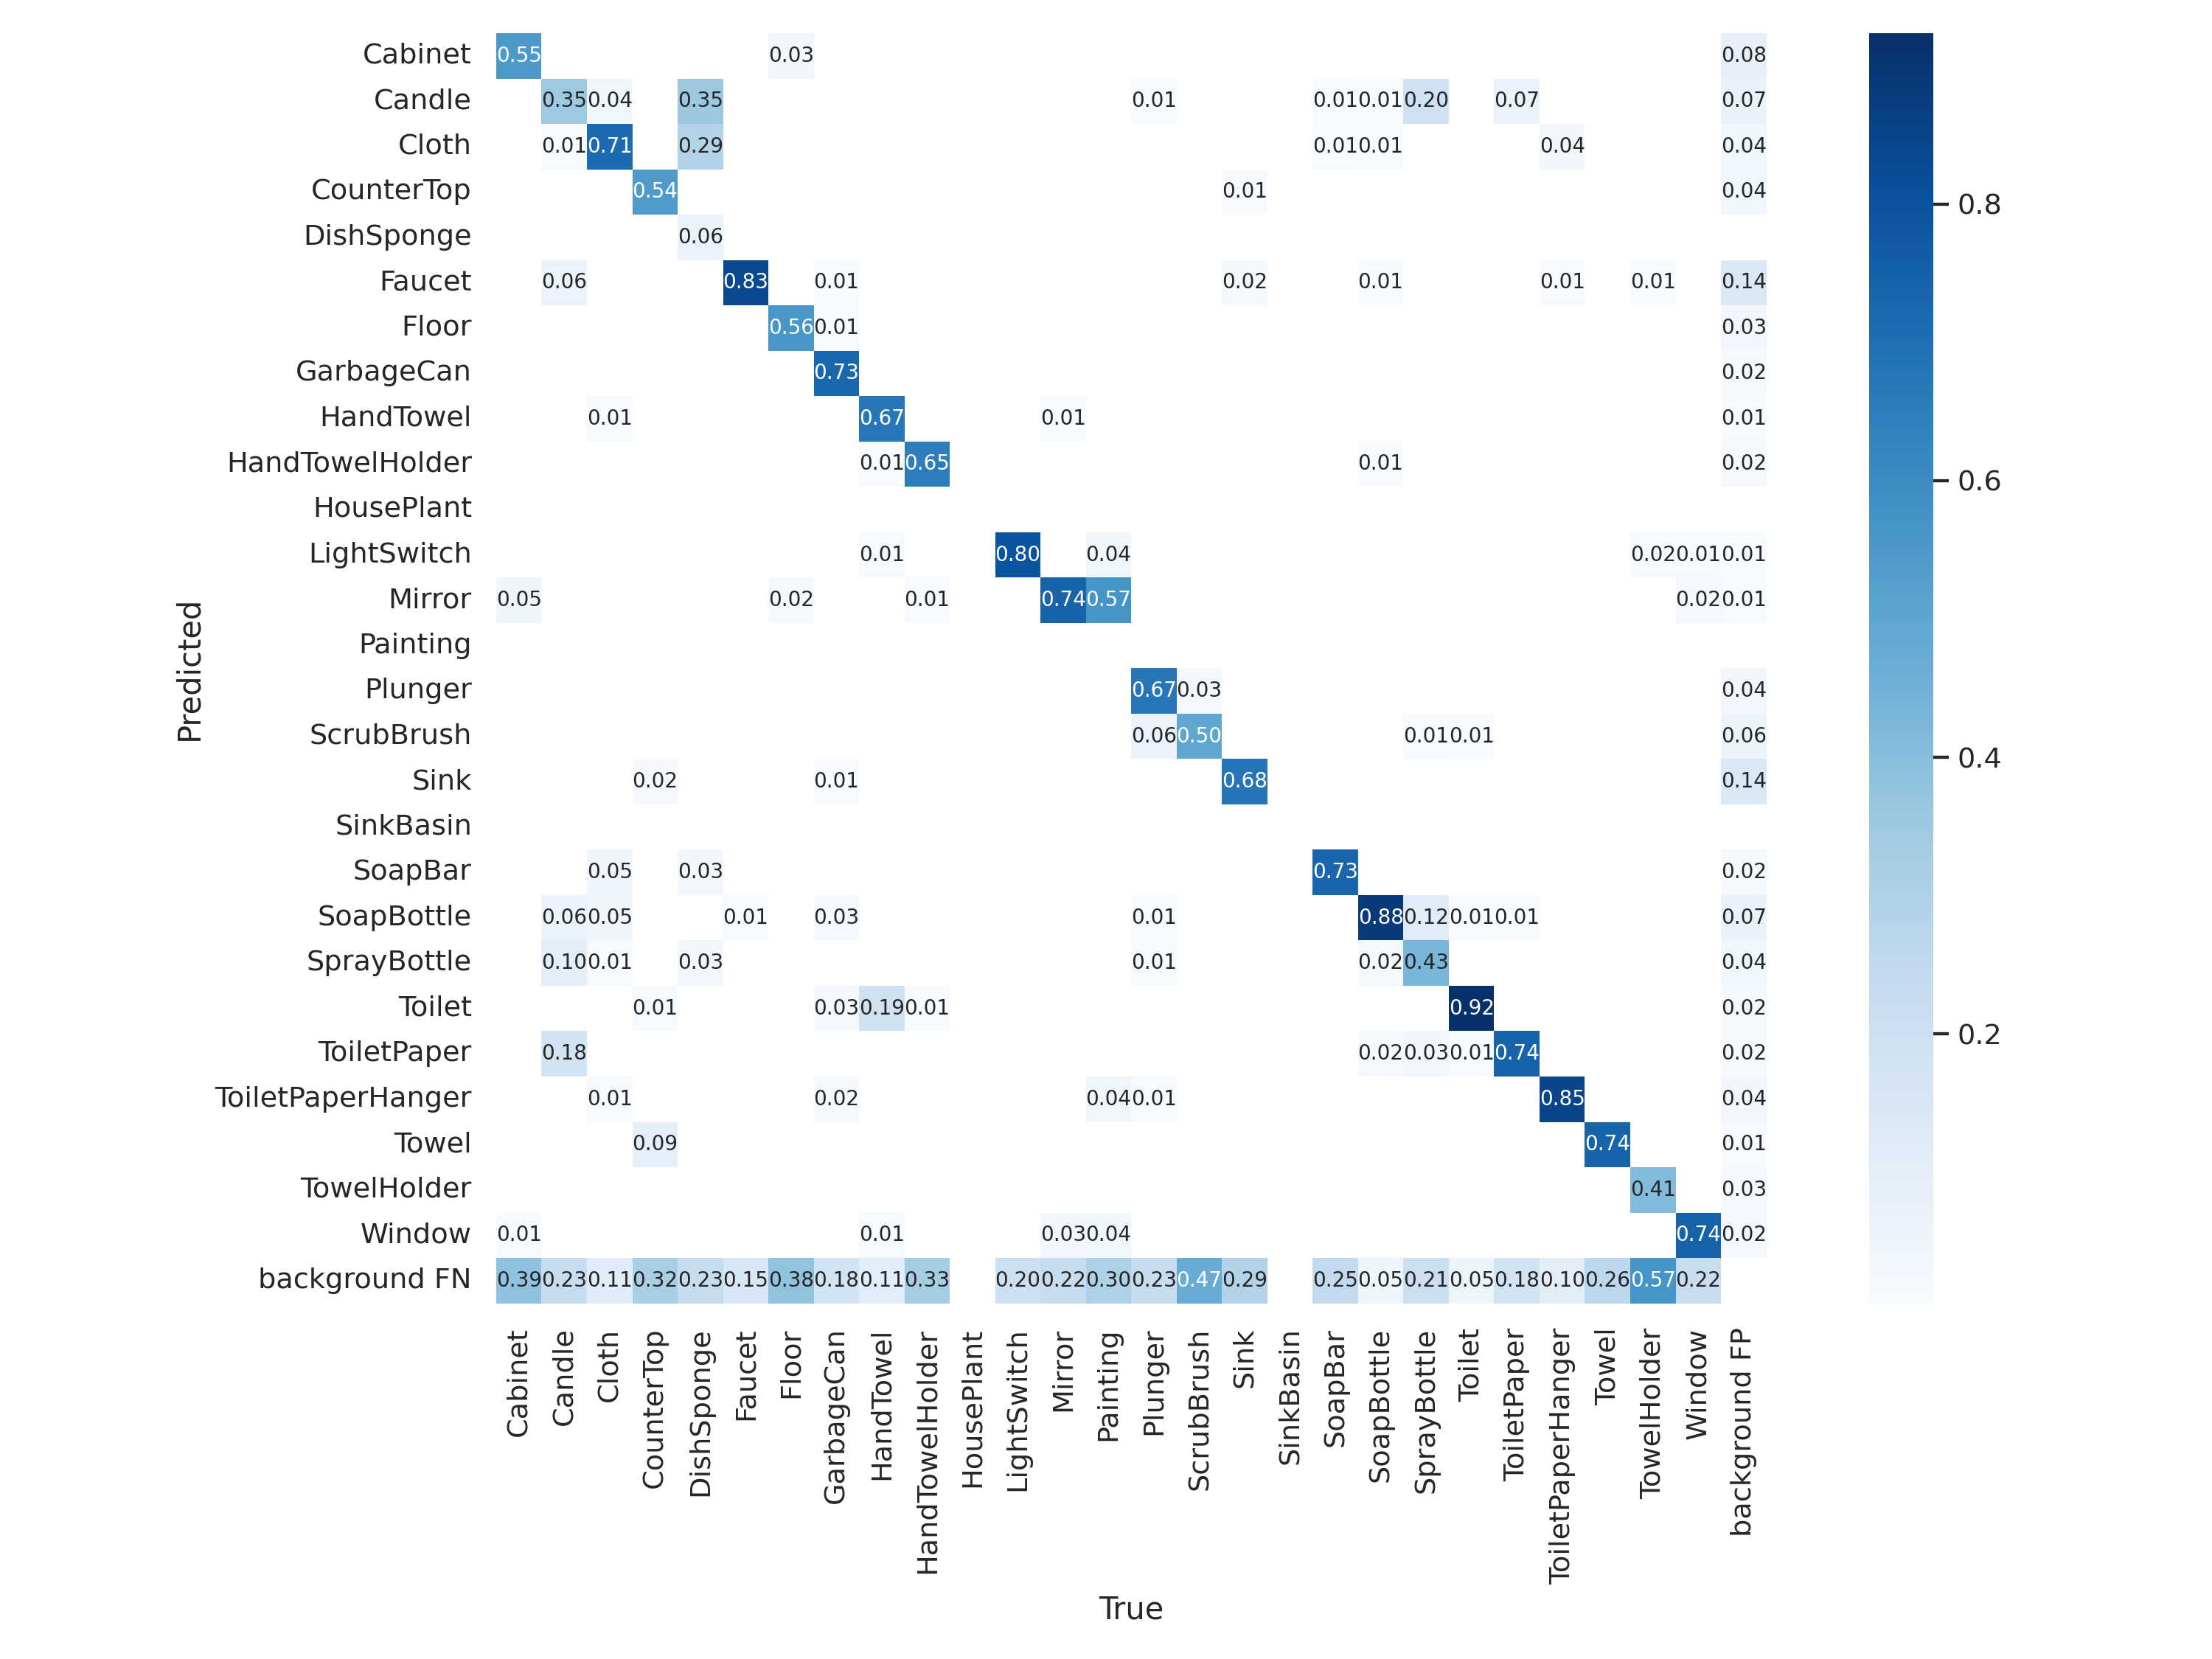 Cabinet 0.55 0.03 0.08
Candle 0.35 0.04 0.35 0.01 0.01 0.01 0.20 0.07 0.07
Cloth 0.01 0.71 0.29 0.01 0.01 0.04 0.04
CounterTop 0.54 0.01 0.04
0.8
DishSponge 0.06
Faucet 0.06 0.83 0.01 0.02 0.01 0.01 0.01 0.14
Floor 0.56 0.01 0.03
GarbageCan 0.73 0.02
HandTowel 0.01 0.67 0.01 0.01
HandTowelHolder 0.01 0.65 0.01 0.02
0.6
HousePlant
LightSwitch 0.01 0.80 0.04 0.02 0.01 0.01
Mirror 0.05 0.02 0.01 0.74 0.57 0.02 0.01
Painting
Predicted
Plunger 0.67 0.03 0.04
ScrubBrush 0.06 0.50 0.01 0.01 0.06
0.4
Sink 0.02 0.01 0.68 0.14
SinkBasin
SoapBar 0.05 0.03 0.73 0.02
SoapBottle 0.06 0.05 0.01 0.03 0.01 0.88 0.12 0.01 0.01 0.07
SprayBottle 0.10 0.01 0.03 0.01 0.02 0.43 0.04
Toilet 0.01 0.03 0.19 0.01 0.92 0.02
0.2
ToiletPaper 0.18 0.02 0.03 0.01 0.74 0.02
ToiletPaperHanger 0.01 0.02 0.04 0.01 0.85 0.04
Towel 0.09 0.74 0.01
TowelHolder 0.41 0.03
Window 0.01 0.01 0.03 0.04 0.74 0.02
background FN 0.39 0.23 0.11 0.32 0.23 0.15 0.38 0.18 0.11 0.33 0.20 0.22 0.30 0.23 0.47 0.29 0.25 0.05 0.21 0.05 0.18 0.10 0.26 0.57 0.22
Cabinet
Candle
Cloth
CounterTop
DishSponge
Faucet
Floor
GarbageCan
HandTowel
HandTowelHolder
HousePlant
LightSwitch
Mirror
Painting
Plunger
ScrubBrush
Sink
SinkBasin
SoapBar
SoapBottle
SprayBottle
Toilet
ToiletPaper
ToiletPaperHanger
Towel
TowelHolder
Window
background FP
True